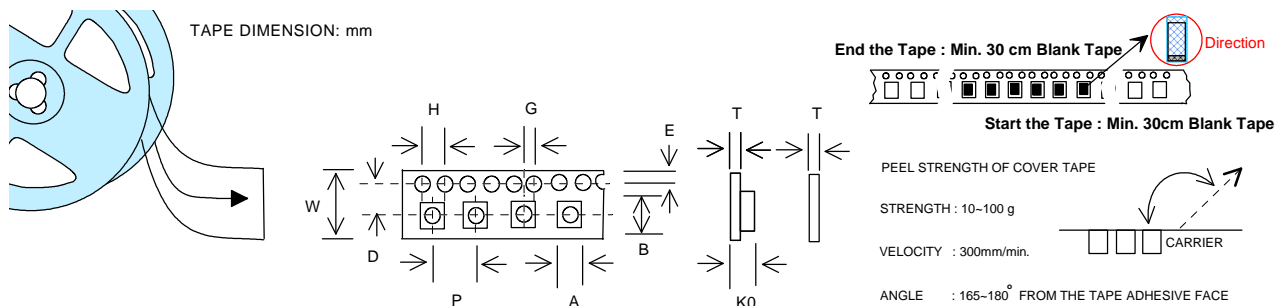 TAPE DIMENSION: mm
End the Tape : Min. 30 cm Blank Tape
Direction
Start the Tape : Min. 30cm Blank Tape
H
G
E
T
T
W
D
B
P
A
K0
PEEL STRENGTH OF COVER TAPE
STRENGTH : 10~100 g
VELOCITY : 300mm/min.
CARRIER
ANGLE : 165~180° FROM THE TAPE ADHESIVE FACE